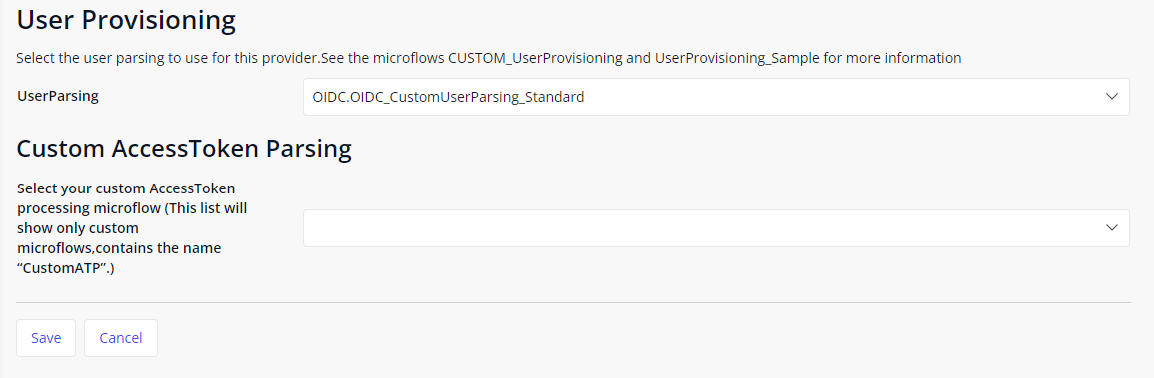 User Provisioning
Select the user parsing to use for this provider.See the microflows CUSTOM_UserProvisioning and UserProvisioning_Sample for more information
UserParsing
OIDC.OIDC_CustomUserParsing_Standard
Custom AccessToken Parsing
Select your custom AccessToken
processing microflow (This list will
show only custom
microflows,contains the name
“CustomATP”.)
Save
Cancel